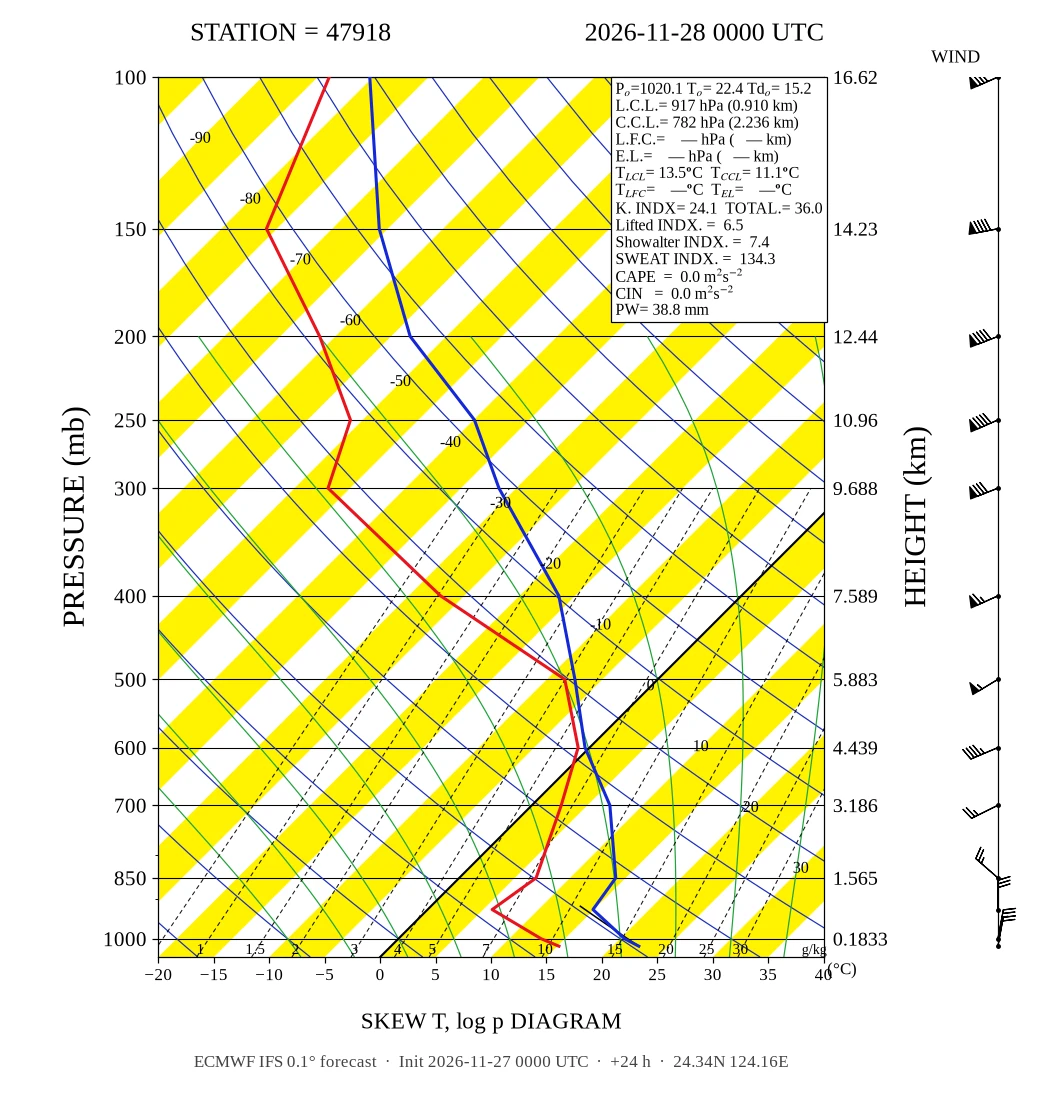 STATION = 47918
2026-11-28 0000 UTC
WIND
100
150
200
250
300
400
500
600
700
850
1000
PRESSURE (mb)
-90
-80
-70
-60
-50
-40
-30
-20
-10
0
10
20
30
Po=1020.1 To= 22.4 Tdo= 15.2
L.C.L.= 917 hPa (0.910 km)
C.C.L.= 782 hPa (2.236 km)
L.F.C.= — hPa ( — km)
E.L.= — hPa ( — km)
TLCL= 13.5°C TCCL= 11.1°C
TLFC= —°C TEL= —°C
K. INDX= 24.1 TOTAL.= 36.0
Lifted INDX. = 6.5
Showalter INDX. = 7.4
SWEAT INDX. = 134.3
CAPE = 0.0 m²s⁻²
CIN = 0.0 m²s⁻²
PW= 38.8 mm
16.62
14.23
12.44
10.96
9.688
7.589
5.883
4.439
3.186
1.565
0.1833
HEIGHT (km)
1 1.5 2 3 4 5 7 10 15 20 25 30 g/kg
−20 −15 −10 −5 0 5 10 15 20 25 30 35 40 (°C)
SKEW T, log p DIAGRAM
ECMWF IFS 0.1° forecast · Init 2026-11-27 0000 UTC · +24 h · 24.34N 124.16E